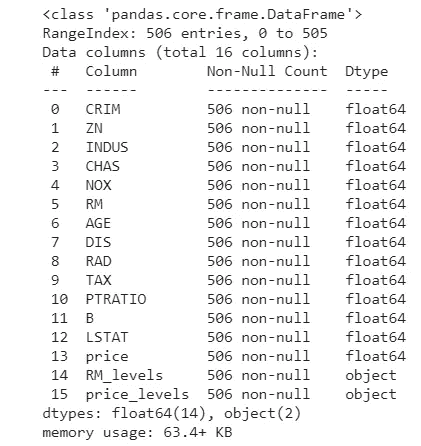 <class 'pandas.core.frame.DataFrame'>
RangeIndex: 506 entries, 0 to 505
Data columns (total 16 columns):
 #   Column        Non-Null Count  Dtype
---  ------        --------------  -----
 0   CRIM          506 non-null    float64
 1   ZN            506 non-null    float64
 2   INDUS         506 non-null    float64
 3   CHAS          506 non-null    float64
 4   NOX           506 non-null    float64
 5   RM            506 non-null    float64
 6   AGE           506 non-null    float64
 7   DIS           506 non-null    float64
 8   RAD           506 non-null    float64
 9   TAX           506 non-null    float64
 10  PTRATIO       506 non-null    float64
 11  B             506 non-null    float64
 12  LSTAT         506 non-null    float64
 13  price         506 non-null    float64
 14  RM_levels     506 non-null    object
 15  price_levels  506 non-null    object
dtypes: float64(14), object(2)
memory usage: 63.4+ KB